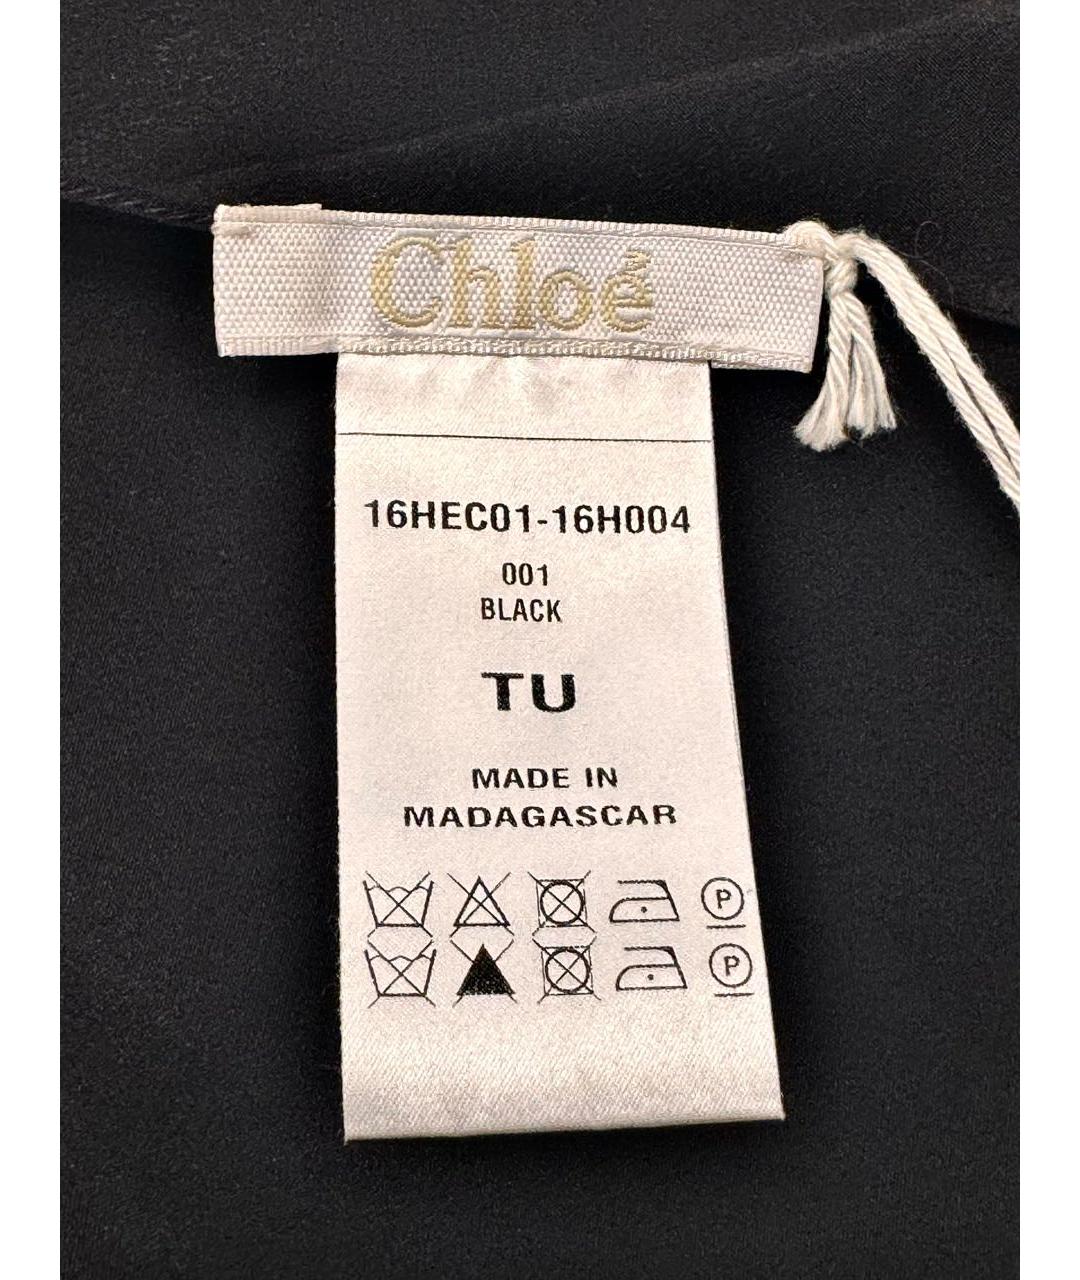 Chloé
16HEC01-16H004
001
BLACK
TU
MADE IN
MADAGASCAR
P
P